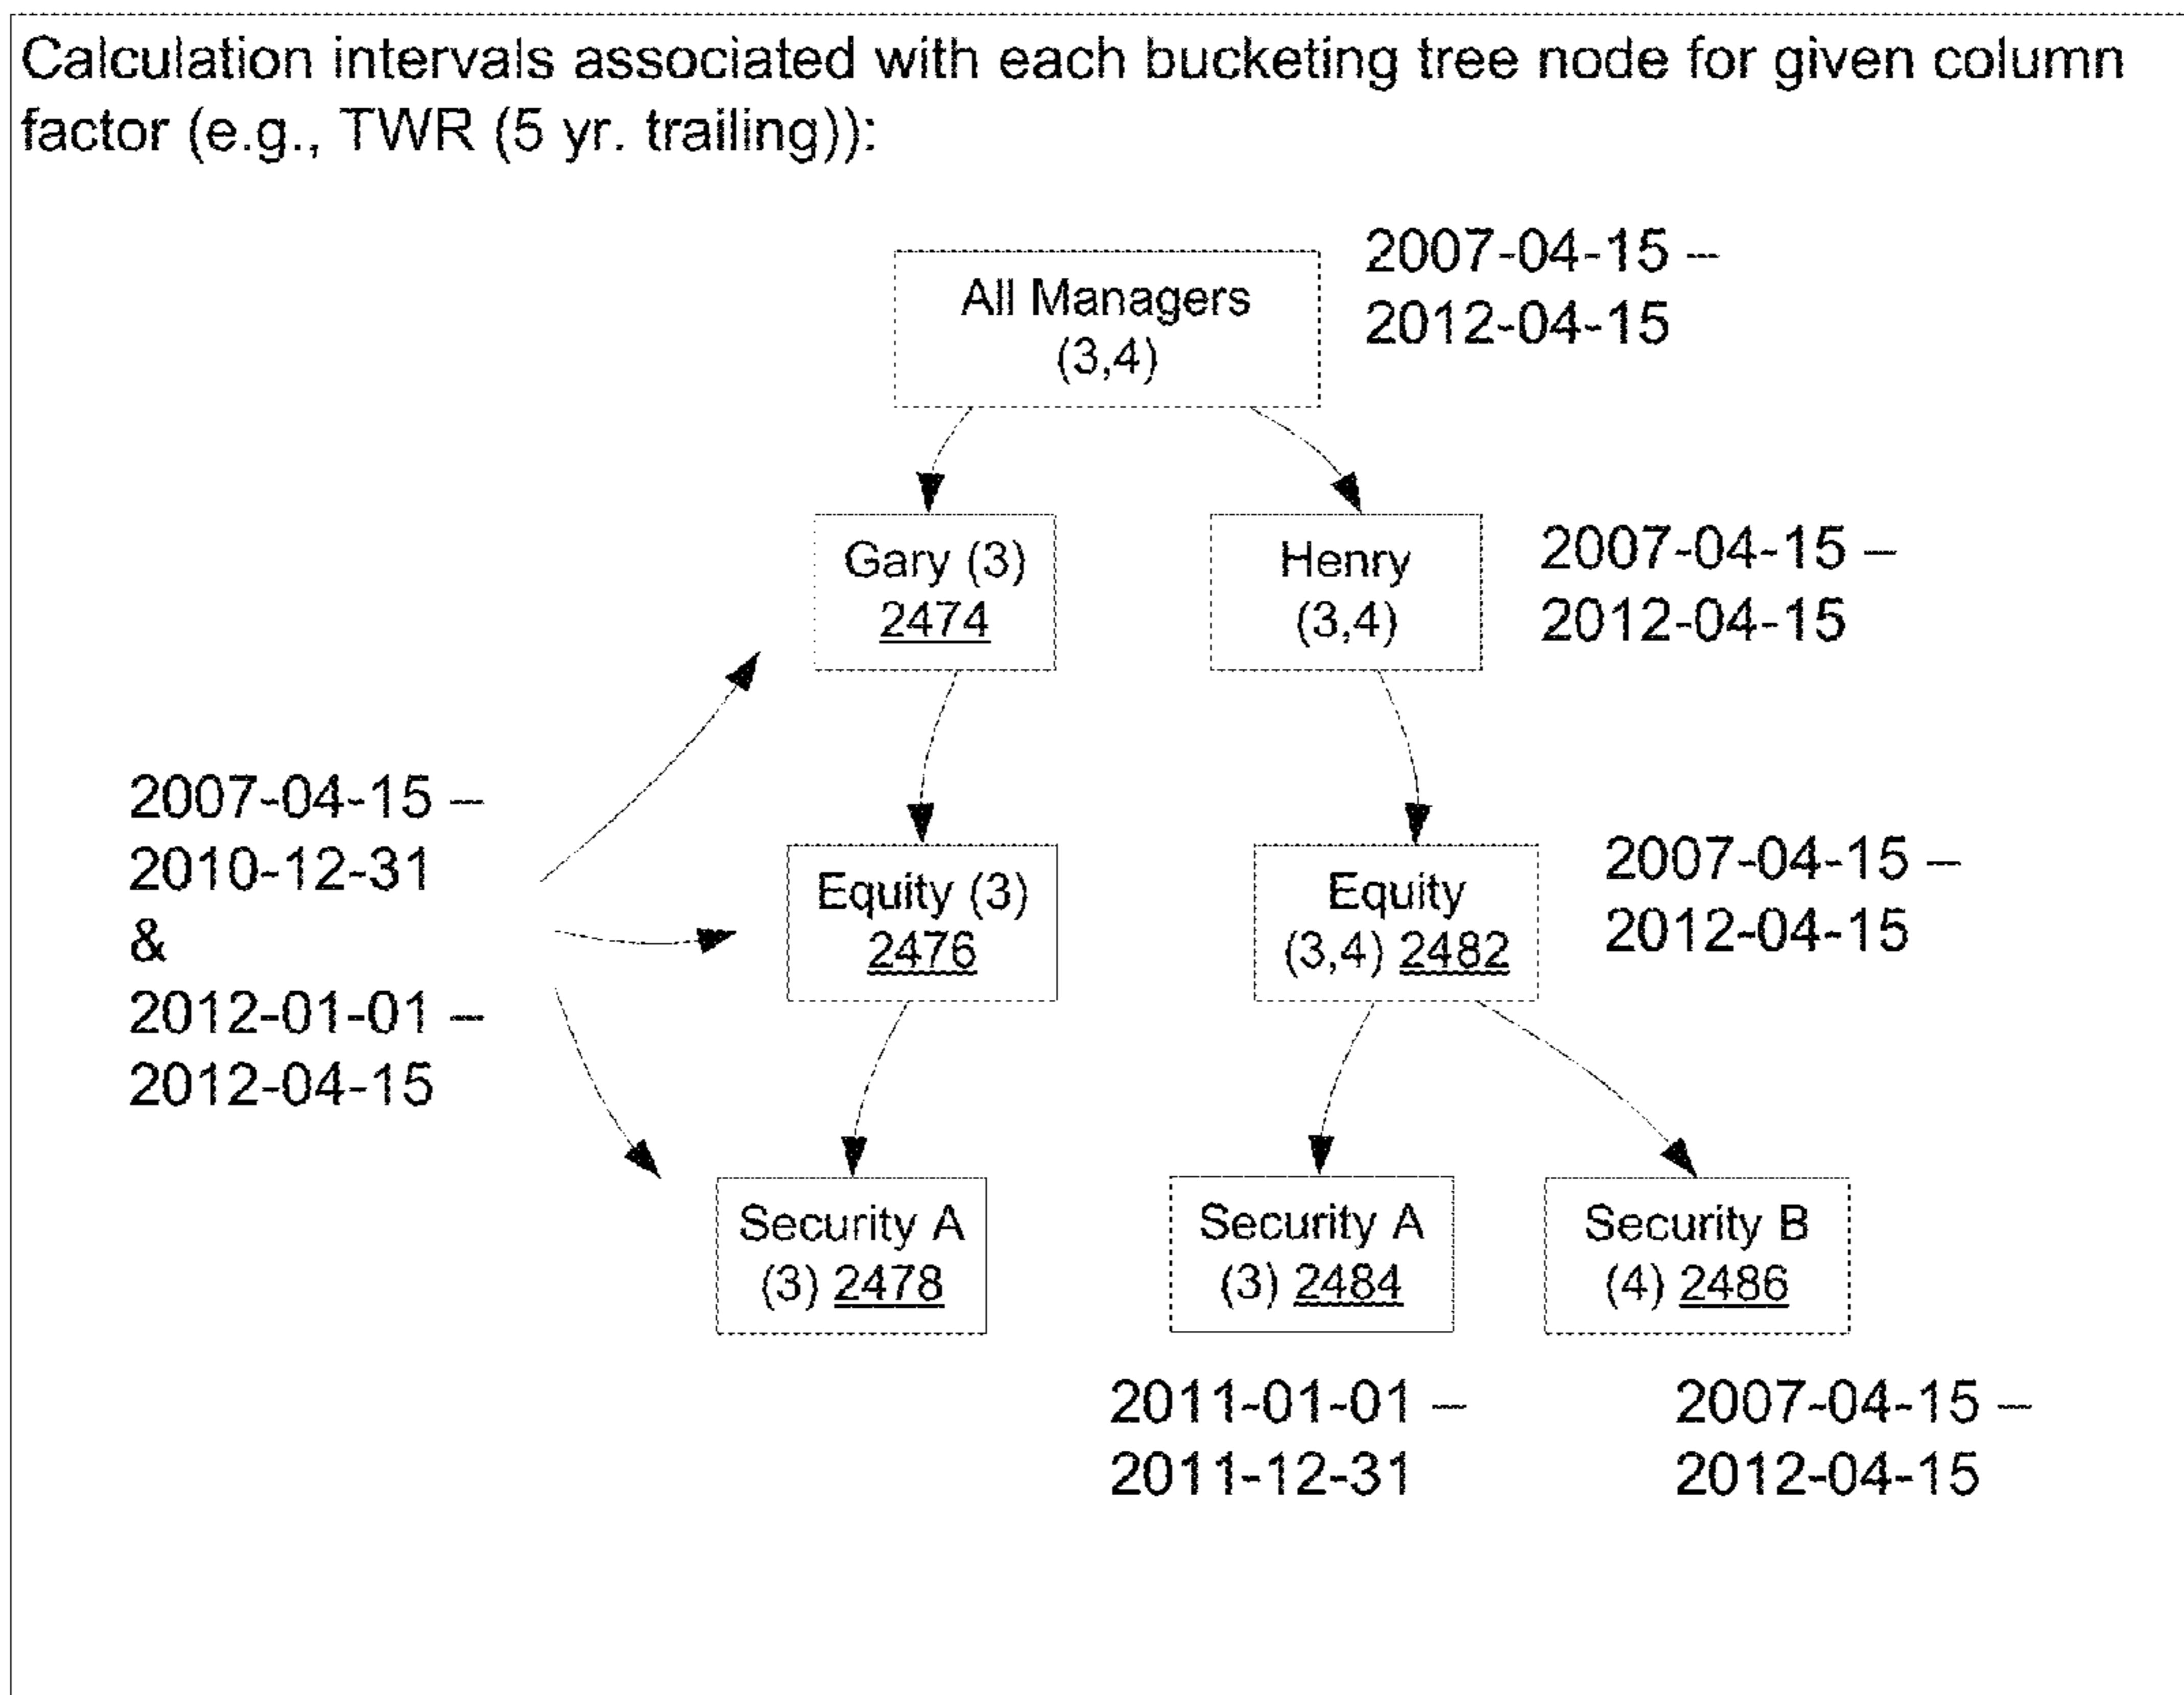 Calculation intervals associated with each bucketing tree node for given column
factor (e.g., TWR (5 yr. trailing)):
All Managers
(3,4)
2007-04-15 –
2012-04-15
Gary (3)
2474
Henry
(3,4)
2007-04-15 –
2012-04-15
2007-04-15 –
2010-12-31
&
2012-01-01 –
2012-04-15
Equity (3)
2476
Equity
(3,4) 2482
2007-04-15 –
2012-04-15
Security A
(3) 2478
Security A
(3) 2484
Security B
(4) 2486
2011-01-01 –
2011-12-31
2007-04-15 –
2012-04-15